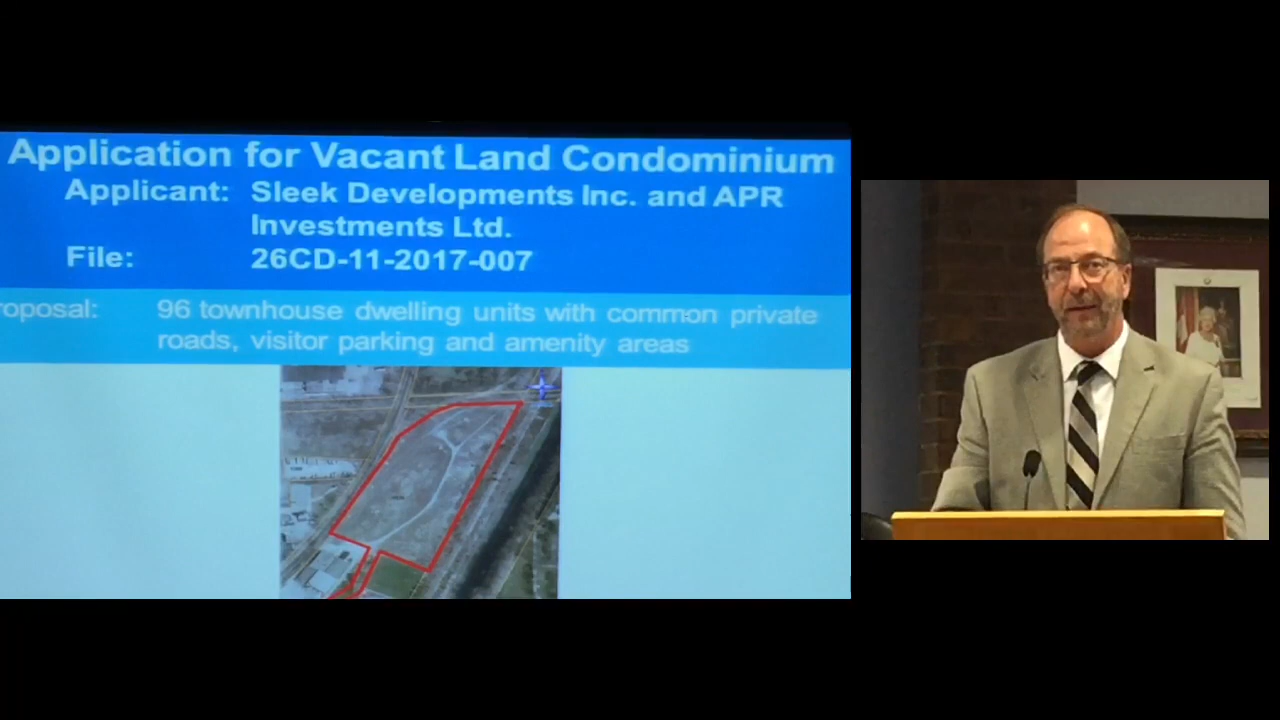 Application for Vacant Land Condominium
Applicant: Sleek Developments Inc. and APR
Investments Ltd.
File: 26CD-11-2017-007
roposal: 96 townhouse dwelling units with common private
roads, visitor parking and amenity areas